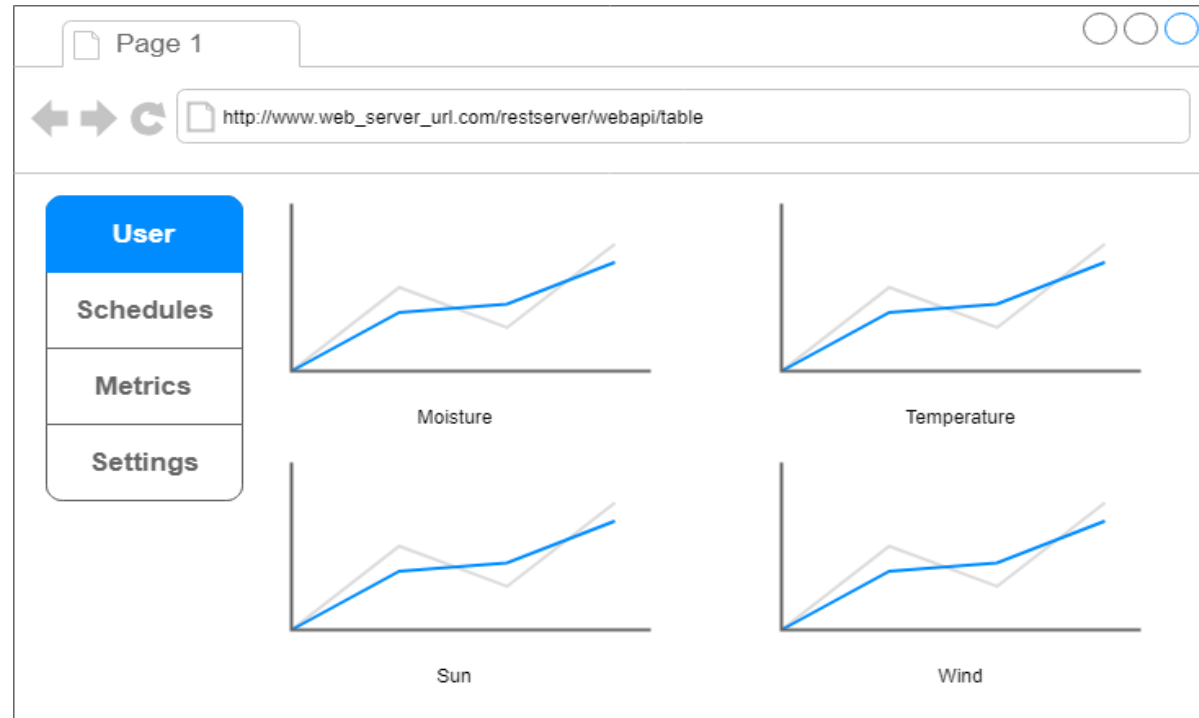 Page 1
http://www.web_server_url.com/restserver/webapi/table
User
Schedules
Metrics
Settings
Moisture
Temperature
Sun
Wind